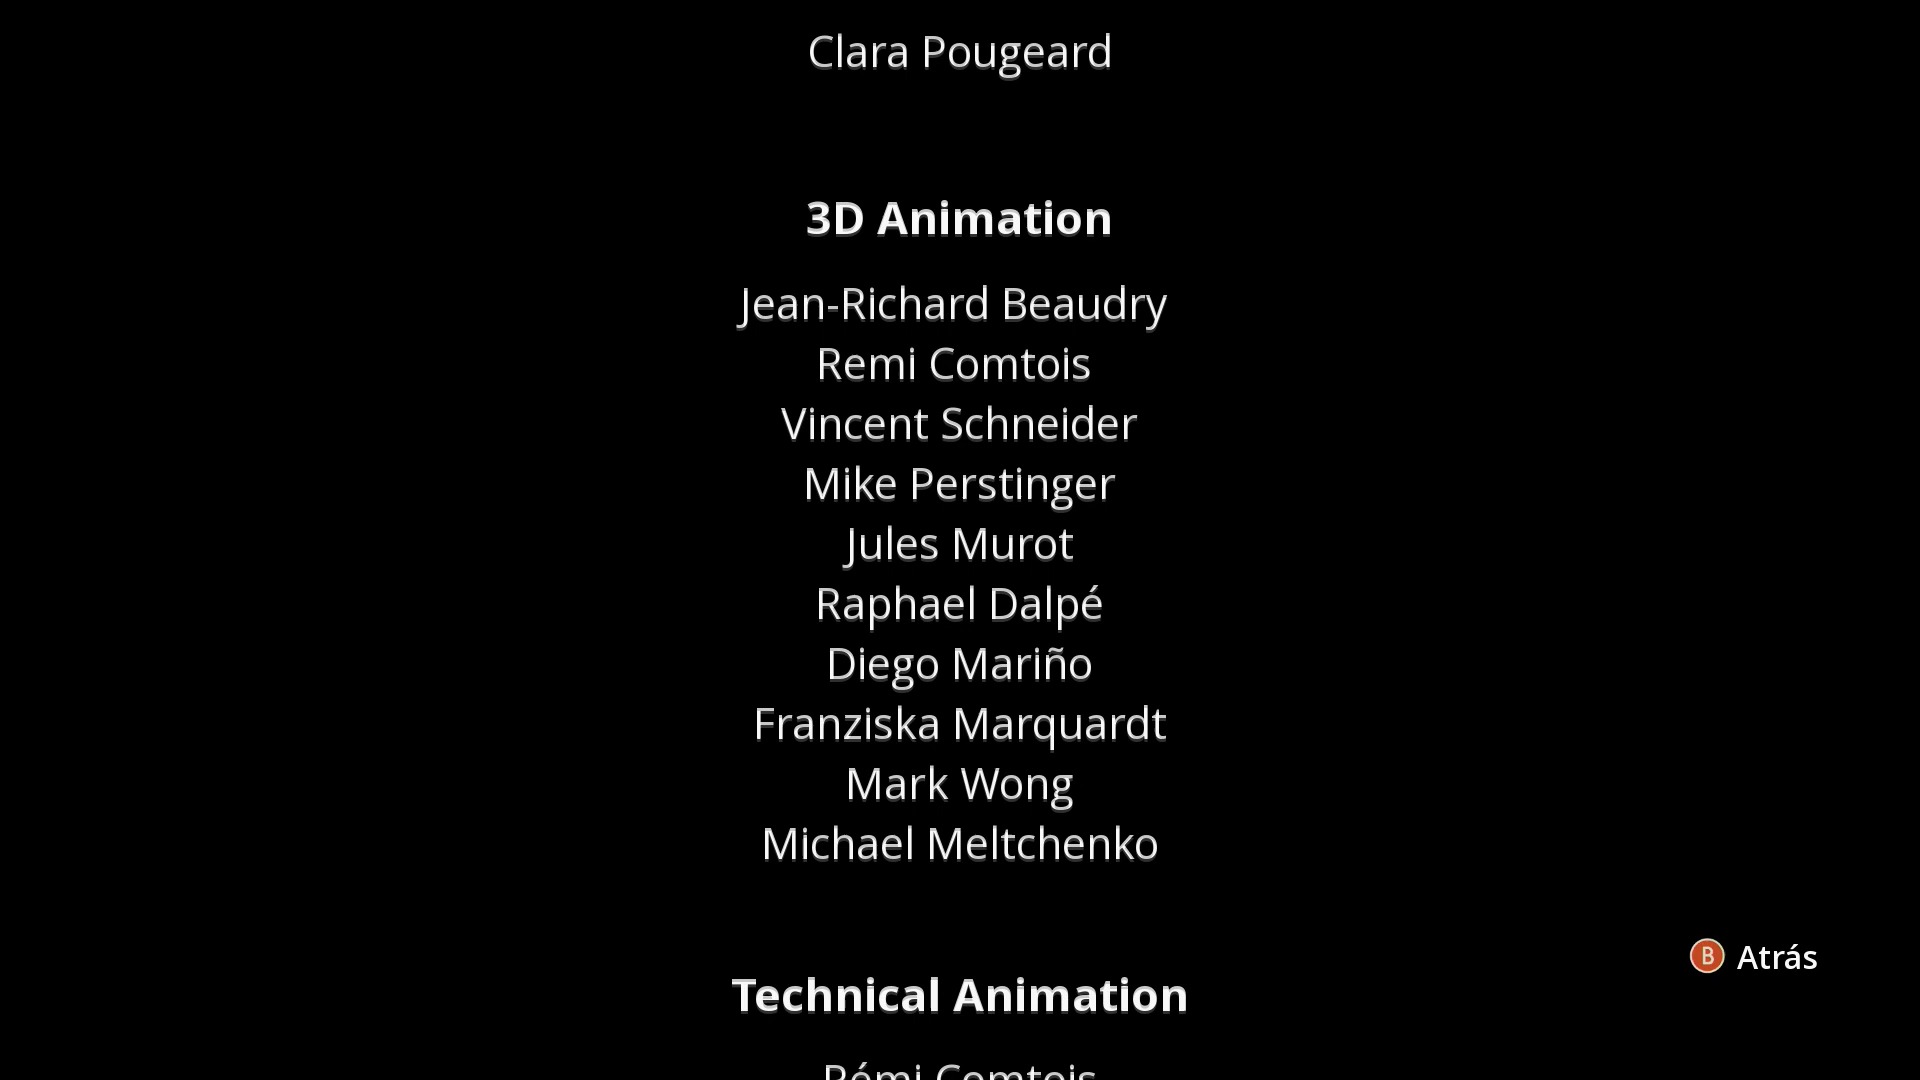 Clara Pougeard
3D Animation
Jean-Richard Beaudry
Remi Comtois
Vincent Schneider
Mike Perstinger
Jules Murot
Raphael Dalpé
Diego Mariño
Franziska Marquardt
Mark Wong
Michael Meltchenko
B Atrás
Technical Animation
Rémi Comtois